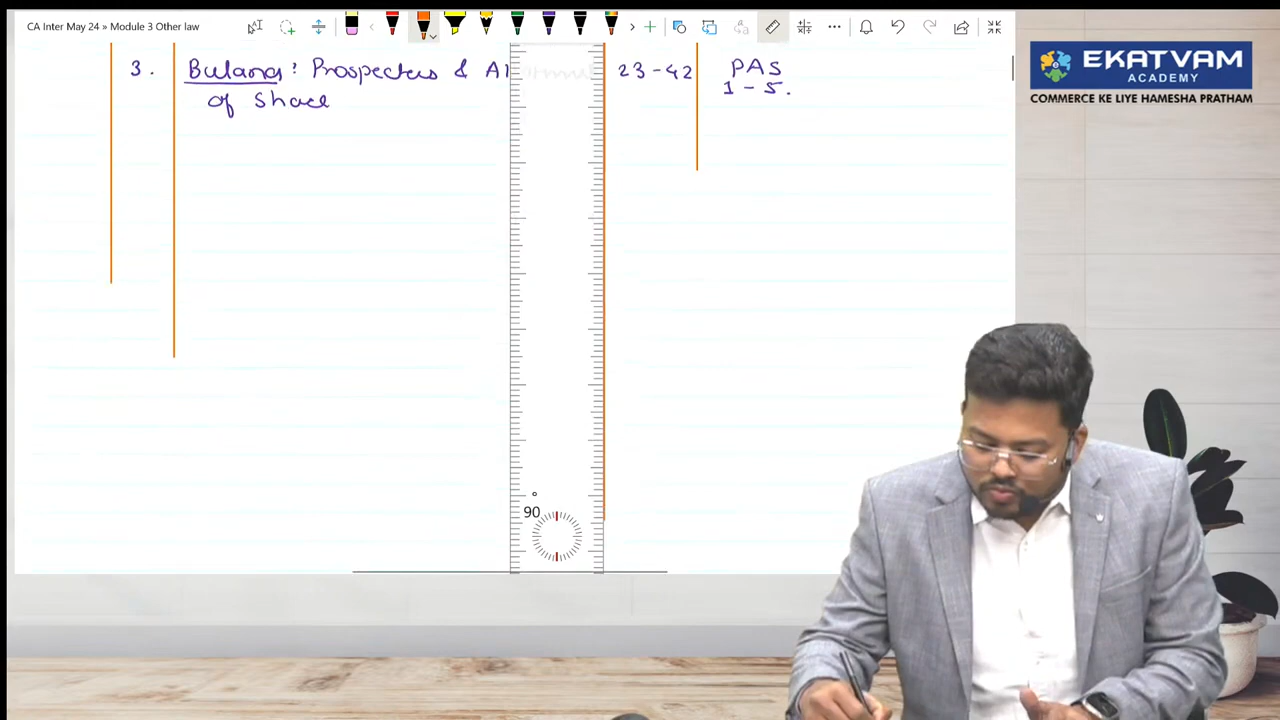 CA Inter May 24 » Module 3 Other law
EKATVAM
ACADEMY
COMMERCE KE LIYE HAMESHA PRATHAM
3. : Prospectus & 23-42 PAS
of Share 1-5.
90